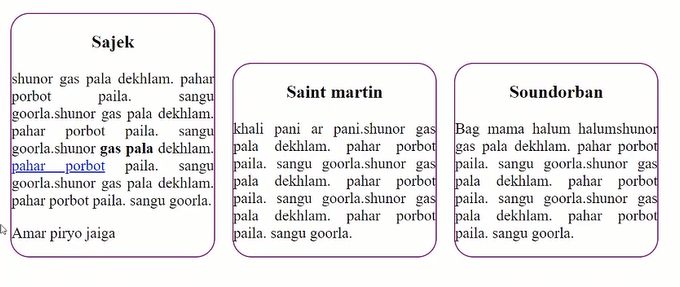 Sajek
shunor gas pala dekhlam. pahar
porbot paila. sangu
goorla.shunor gas pala dekhlam.
pahar porbot paila. sangu
goorla.shunor gas pala dekhlam.
pahar porbot paila. sangu
goorla.shunor gas pala dekhlam.
pahar porbot paila. sangu goorla.
Amar piryo jaiga
Saint martin
khali pani ar pani.shunor gas
pala dekhlam. pahar porbot
paila. sangu goorla.shunor gas
pala dekhlam. pahar porbot
paila. sangu goorla.shunor gas
pala dekhlam. pahar porbot
paila. sangu goorla.
Soundorban
Bag mama halum halumshunor
gas pala dekhlam. pahar porbot
paila. sangu goorla.shunor gas
pala dekhlam. pahar porbot
paila. sangu goorla.shunor gas
pala dekhlam. pahar porbot
paila. sangu goorla.